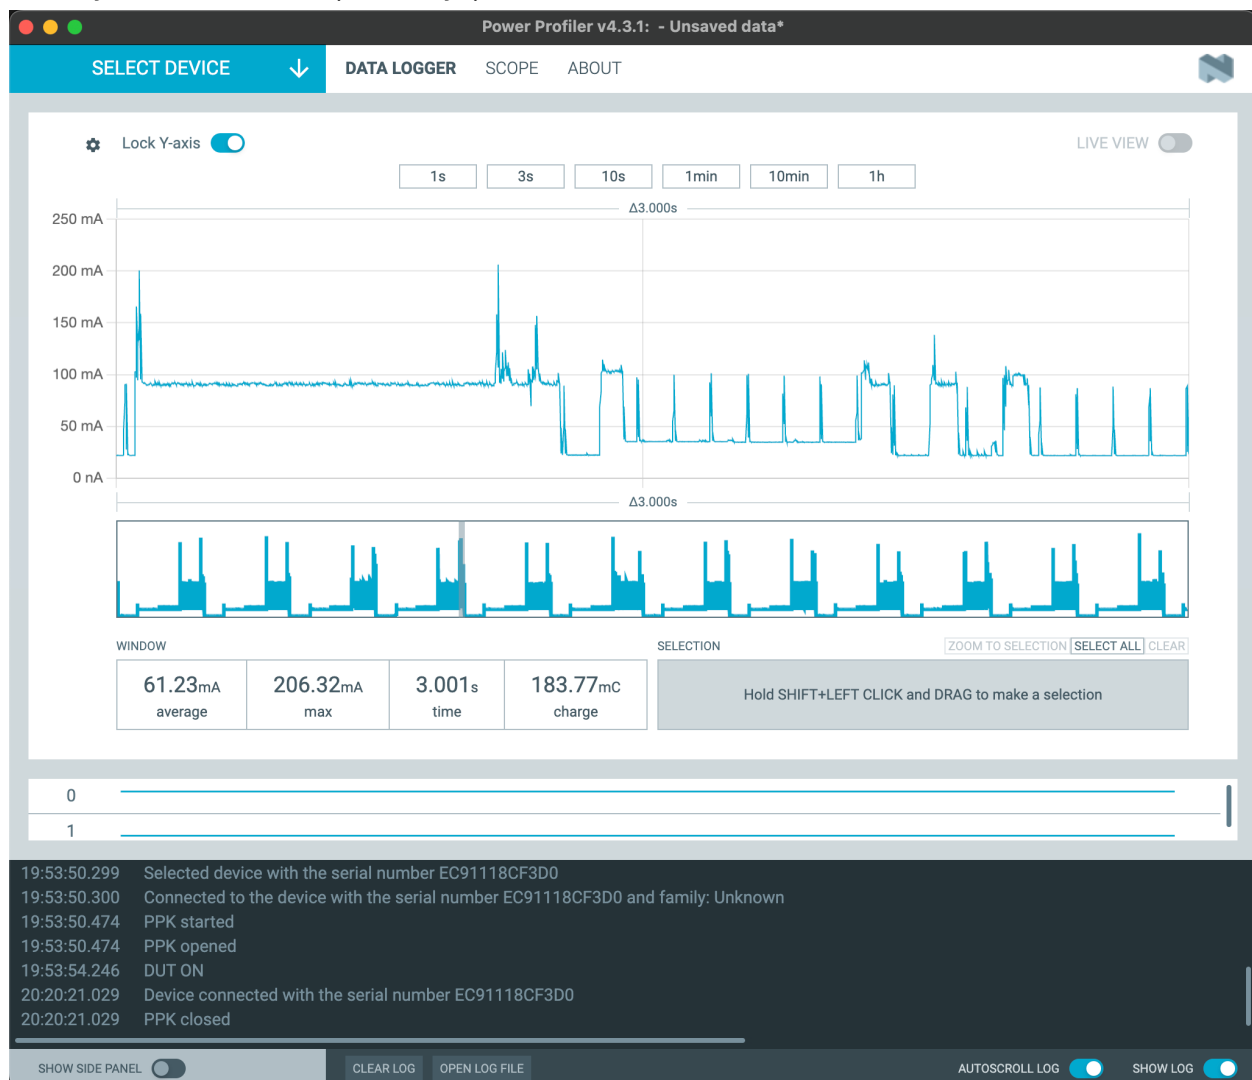 Power Profiler v4.3.1:  - Unsaved data*
SELECT DEVICE
DATA LOGGER
SCOPE
ABOUT
Lock Y-axis
LIVE VIEW
1s
3s
10s
1min
10min
1h
Δ3.000s
250 mA
200 mA
150 mA
100 mA
50 mA
0 nA
Δ3.000s
WINDOW
61.23mA
average
206.32mA
max
3.001s
time
183.77mC
charge
SELECTION
ZOOM TO SELECTION
SELECT ALL
CLEAR
Hold SHIFT+LEFT CLICK and DRAG to make a selection
0
1
19:53:50.299 Selected device with the serial number EC91118CF3D0
19:53:50.300 Connected to the device with the serial number EC91118CF3D0 and family: Unknown
19:53:50.474 PPK started
19:53:50.474 PPK opened
19:53:54.246 DUT ON
20:20:21.029 Device connected with the serial number EC91118CF3D0
20:20:21.029 PPK closed
SHOW SIDE PANEL
CLEAR LOG
OPEN LOG FILE
AUTOSCROLL LOG
SHOW LOG